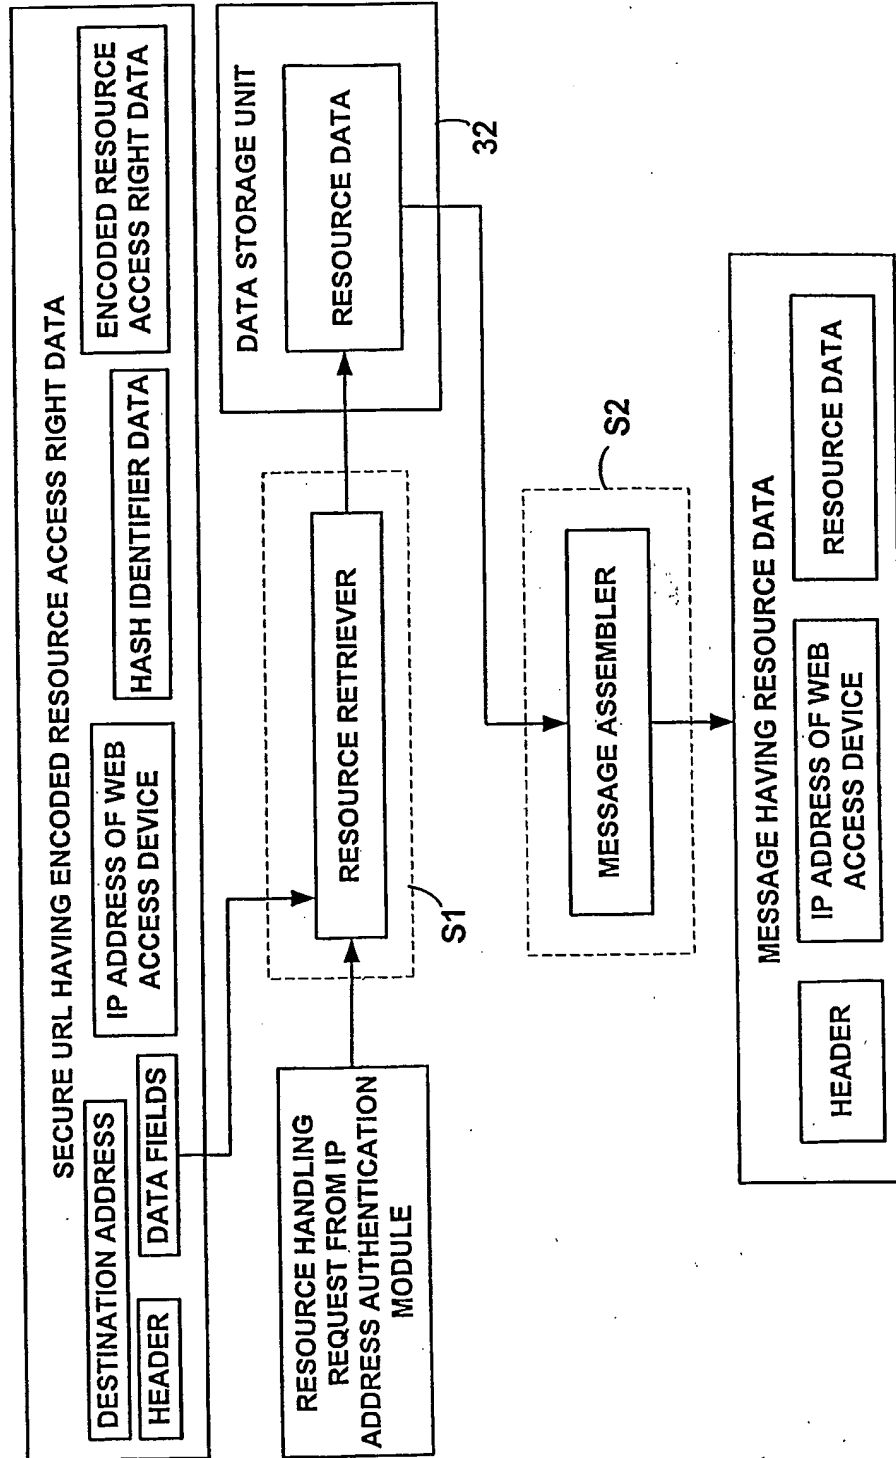 SECURE URL HAVING ENCODED RESOURCE ACCESS RIGHT DATA
DESTINATION ADDRESS
HEADER
DATA FIELDS
IP ADDRESS OF WEB
ACCESS DEVICE
HASH IDENTIFIER DATA
ENCODED RESOURCE
ACCESS RIGHT DATA
RESOURCE HANDLING
REQUEST FROM IP
ADDRESS AUTHENTICATION
MODULE
RESOURCE RETRIEVER
S1
DATA STORAGE UNIT
RESOURCE DATA
32
MESSAGE ASSEMBLER
S2
MESSAGE HAVING RESOURCE DATA
HEADER
IP ADDRESS OF WEB
ACCESS DEVICE
RESOURCE DATA